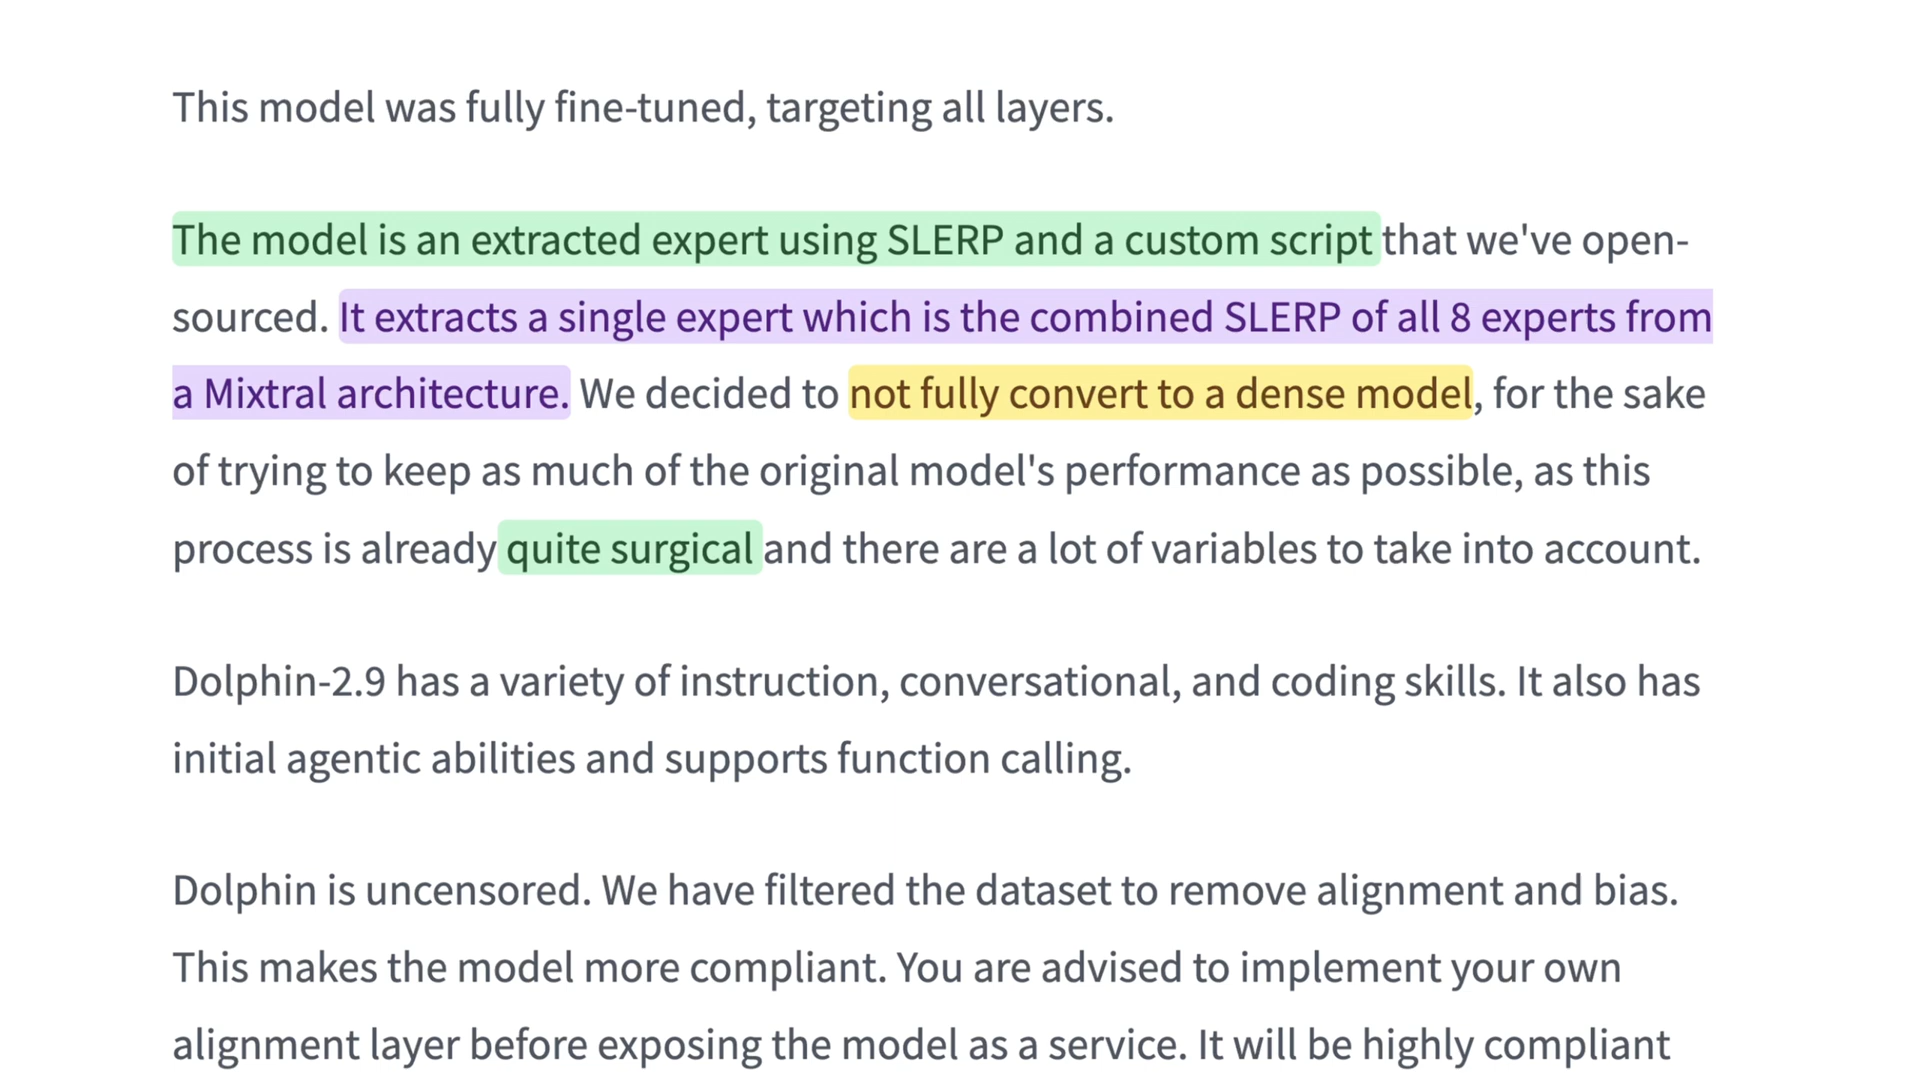 This model was fully fine-tuned, targeting all layers.
The model is an extracted expert using SLERP and a custom script that we've open-
sourced. It extracts a single expert which is the combined SLERP of all 8 experts from
a Mixtral architecture. We decided to not fully convert to a dense model, for the sake
of trying to keep as much of the original model's performance as possible, as this
process is already quite surgical and there are a lot of variables to take into account.
Dolphin-2.9 has a variety of instruction, conversational, and coding skills. It also has
initial agentic abilities and supports function calling.
Dolphin is uncensored. We have filtered the dataset to remove alignment and bias.
This makes the model more compliant. You are advised to implement your own
alignment layer before exposing the model as a service. It will be highly compliant